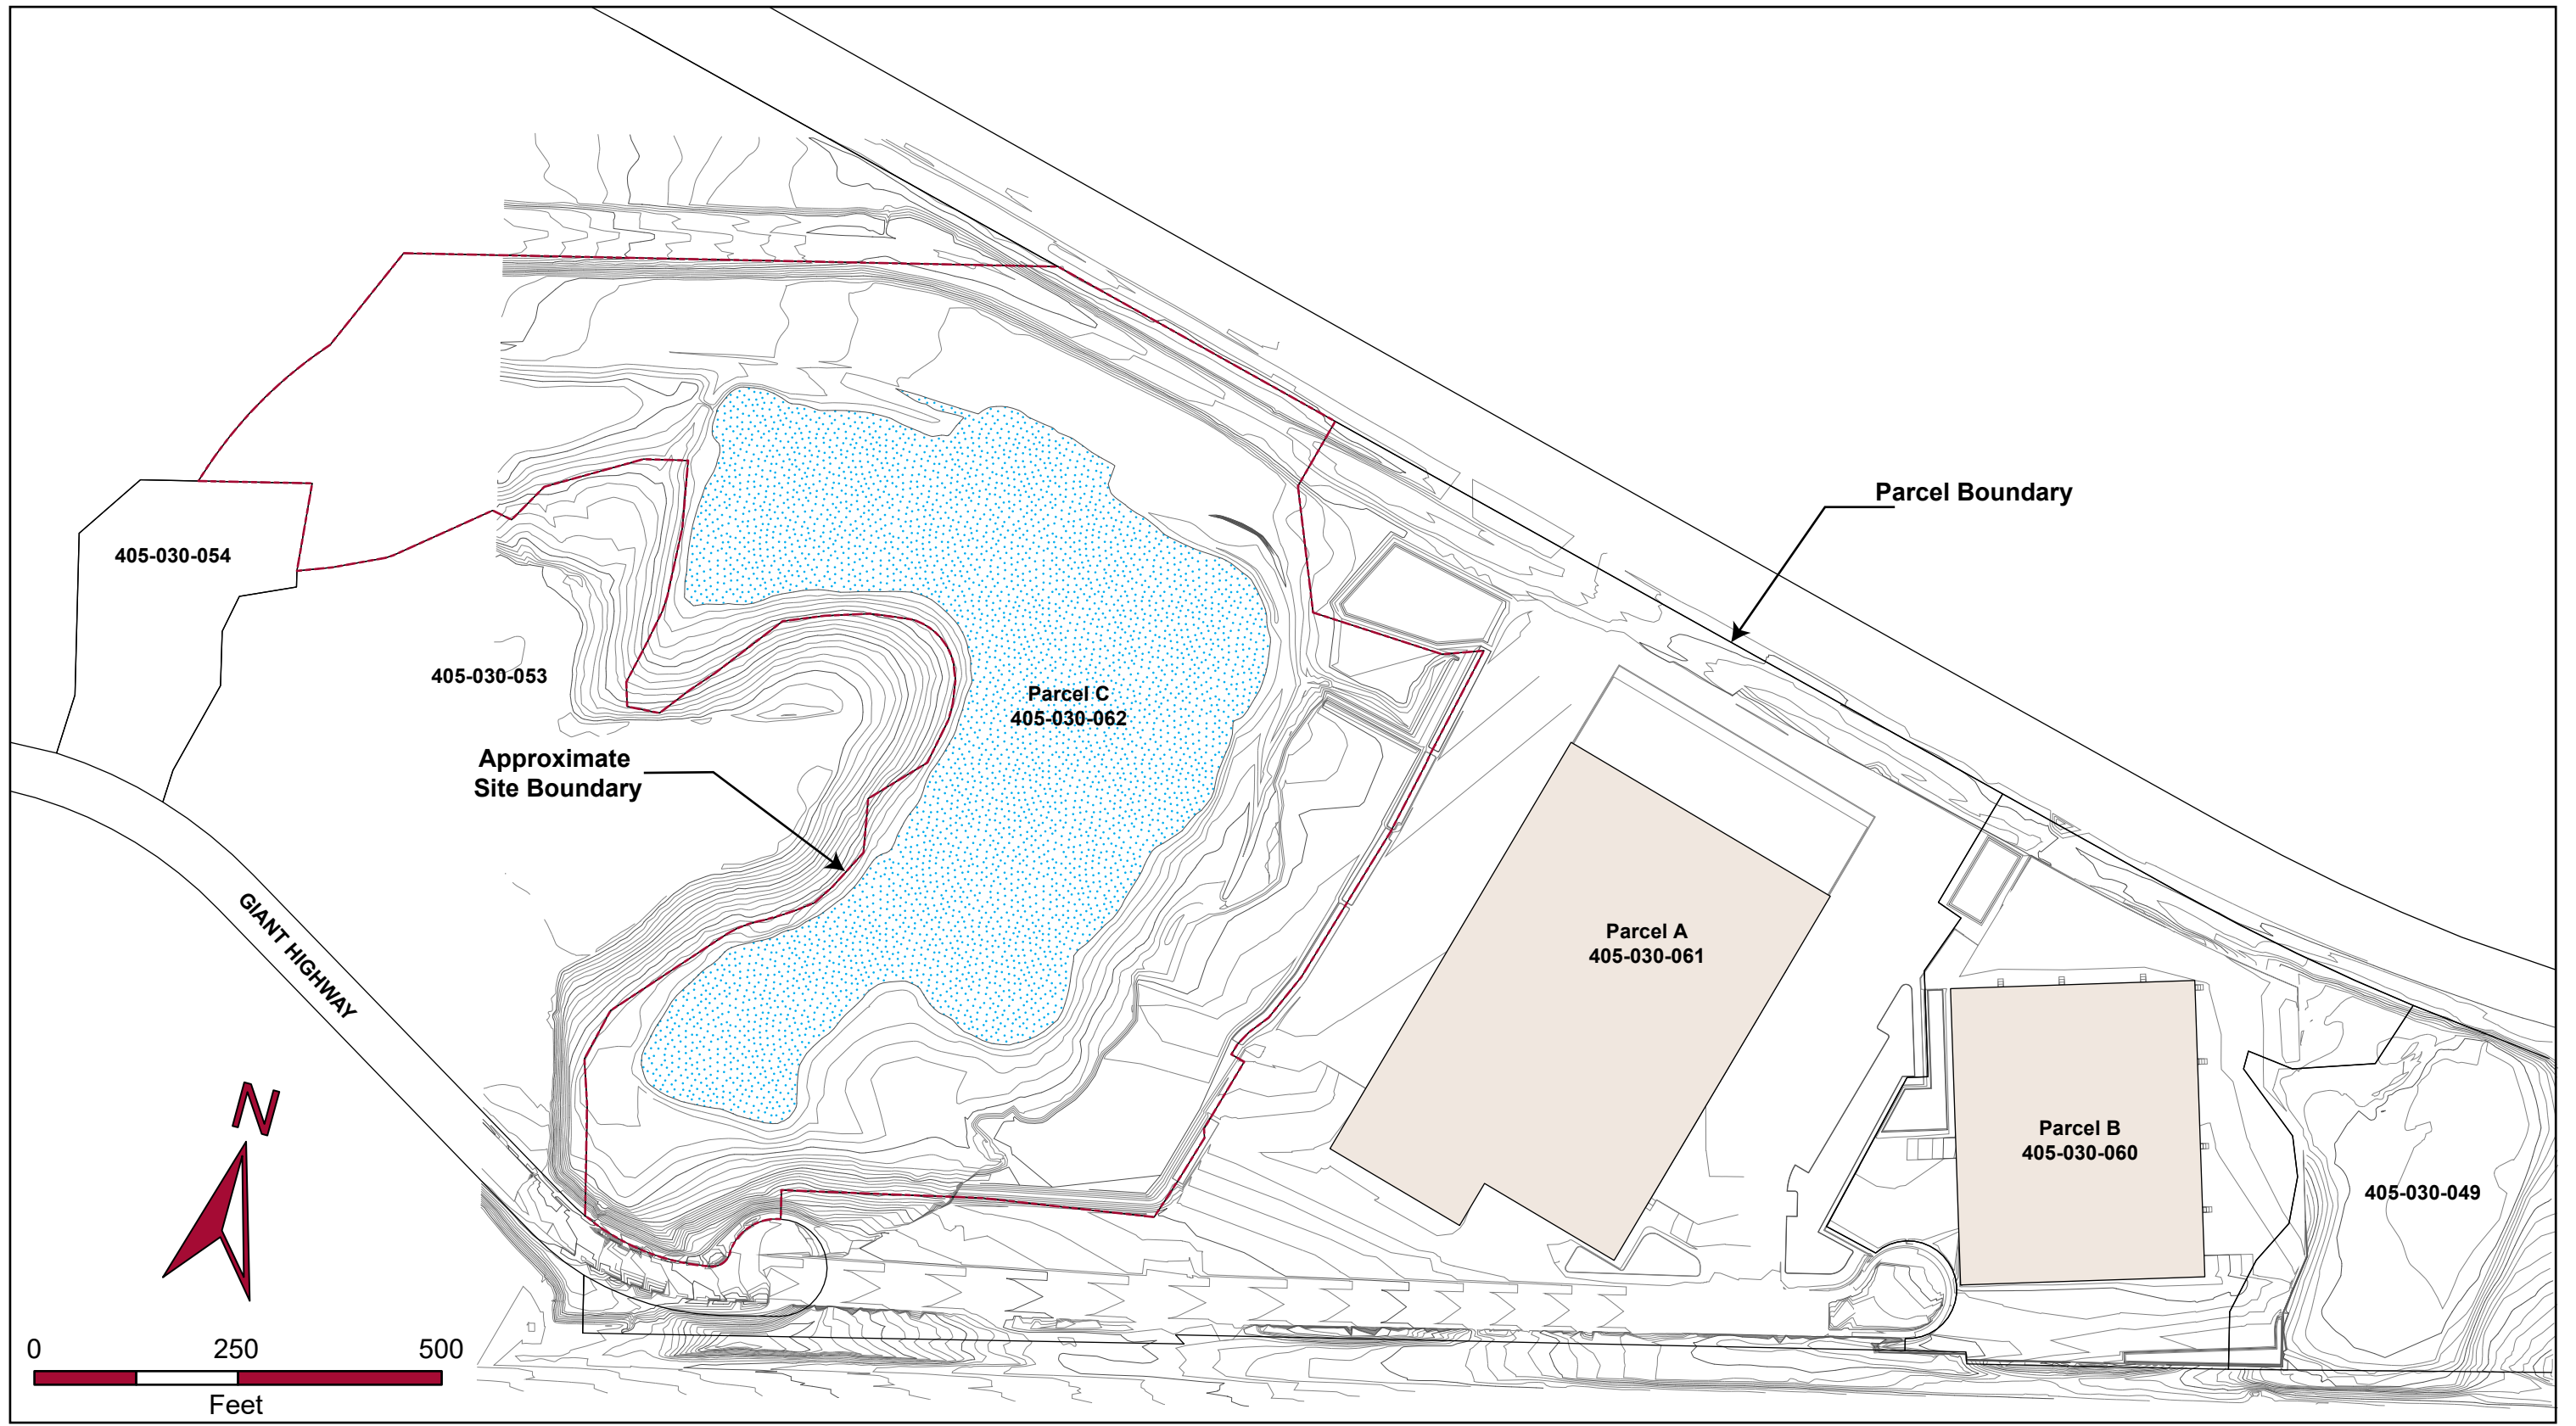 Parcel Boundary
405-030-054
405-030-053
Parcel C
405-030-062
Approximate
Site Boundary
GIANT HIGHWAY
Parcel A
405-030-061
Parcel B
405-030-060
405-030-049
N
0 250 500
Feet